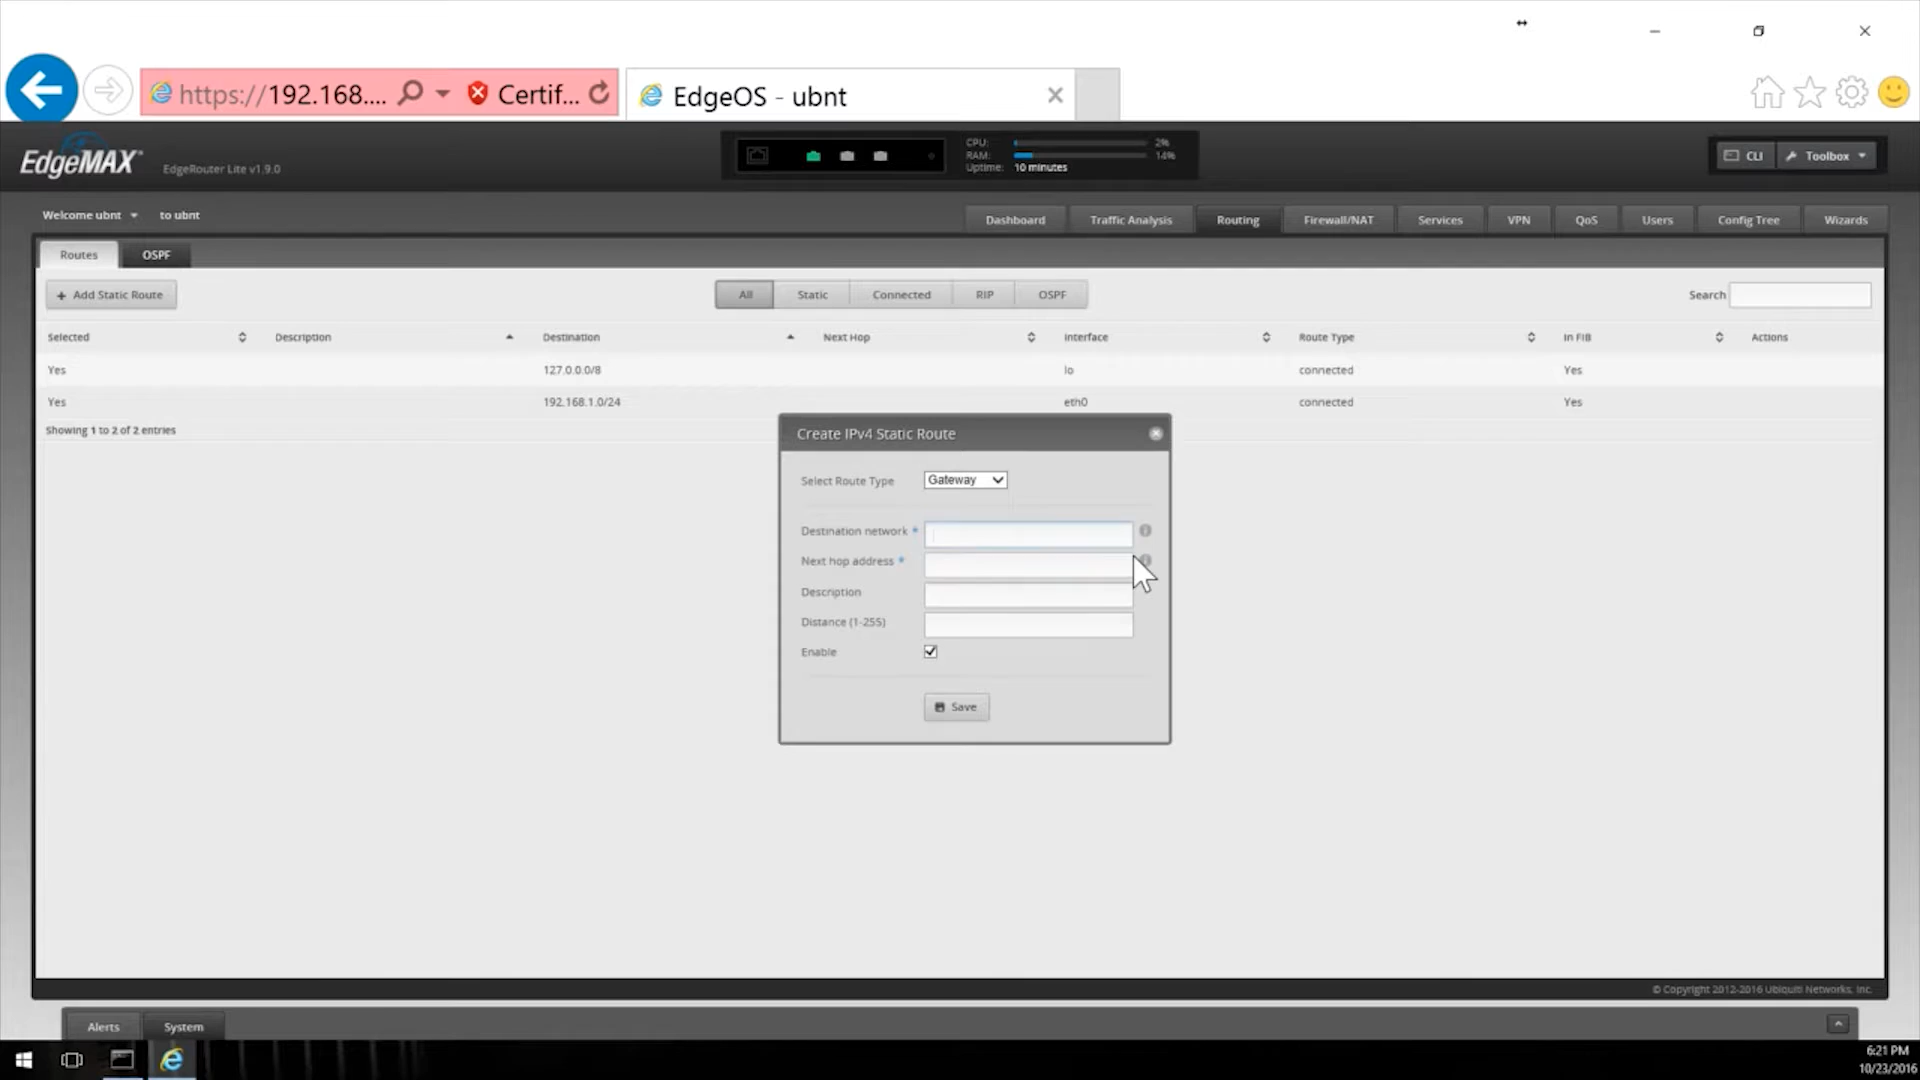 https://192.168.... Certif... EdgeOS - ubnt
EdgeMAX EdgeRouter Lite v1.9.0
CPU: 2%
RAM: 14%
Uptime: 10 minutes
CLI Toolbox
Welcome ubnt to ubnt
Dashboard Traffic Analysis Routing Firewall/NAT Services VPN QoS Users Config Tree Wizards
Routes OSPF
+ Add Static Route All Static Connected RIP OSPF Search
Selected Description Destination Next Hop Interface Route Type In FIB Actions
Yes 127.0.0.0/8 lo connected Yes
Yes 192.168.1.0/24 eth0 connected Yes
Showing 1 to 2 of 2 entries
Create IPv4 Static Route
Select Route Type Gateway
Destination network *
Next hop address *
Description
Distance (1-255)
Enable
Save
© Copyright 2012-2016 Ubiquiti Networks, Inc.
Alerts System
6:21 PM
10/23/2016